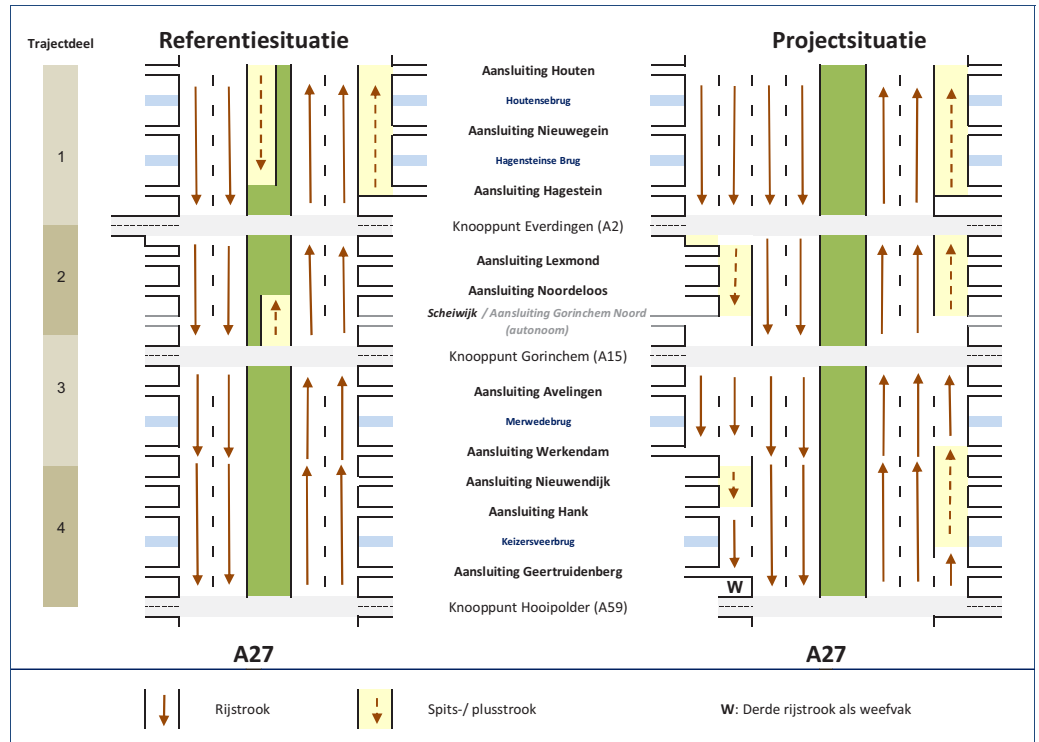 Trajectdeel
Referentiesituatie
Projectsituatie
1
2
3
4
Aansluiting Houten
Houtensebrug
Aansluiting Nieuwegein
Hagensteinse Brug
Aansluiting Hagestein
Knooppunt Everdingen (A2)
Aansluiting Lexmond
Aansluiting Noordeloos
Scheiwijk / Aansluiting Gorinchem Noord
(autonoom)
Knooppunt Gorinchem (A15)
Aansluiting Avelingen
Merwedebrug
Aansluiting Werkendam
Aansluiting Nieuwendijk
Aansluiting Hank
Keizersveerbrug
Aansluiting Geertruidenberg
W
Knooppunt Hooipolder (A59)
A27
A27
Rijstrook
Spits-/ plusstrook
W: Derde rijstrook als weefvak